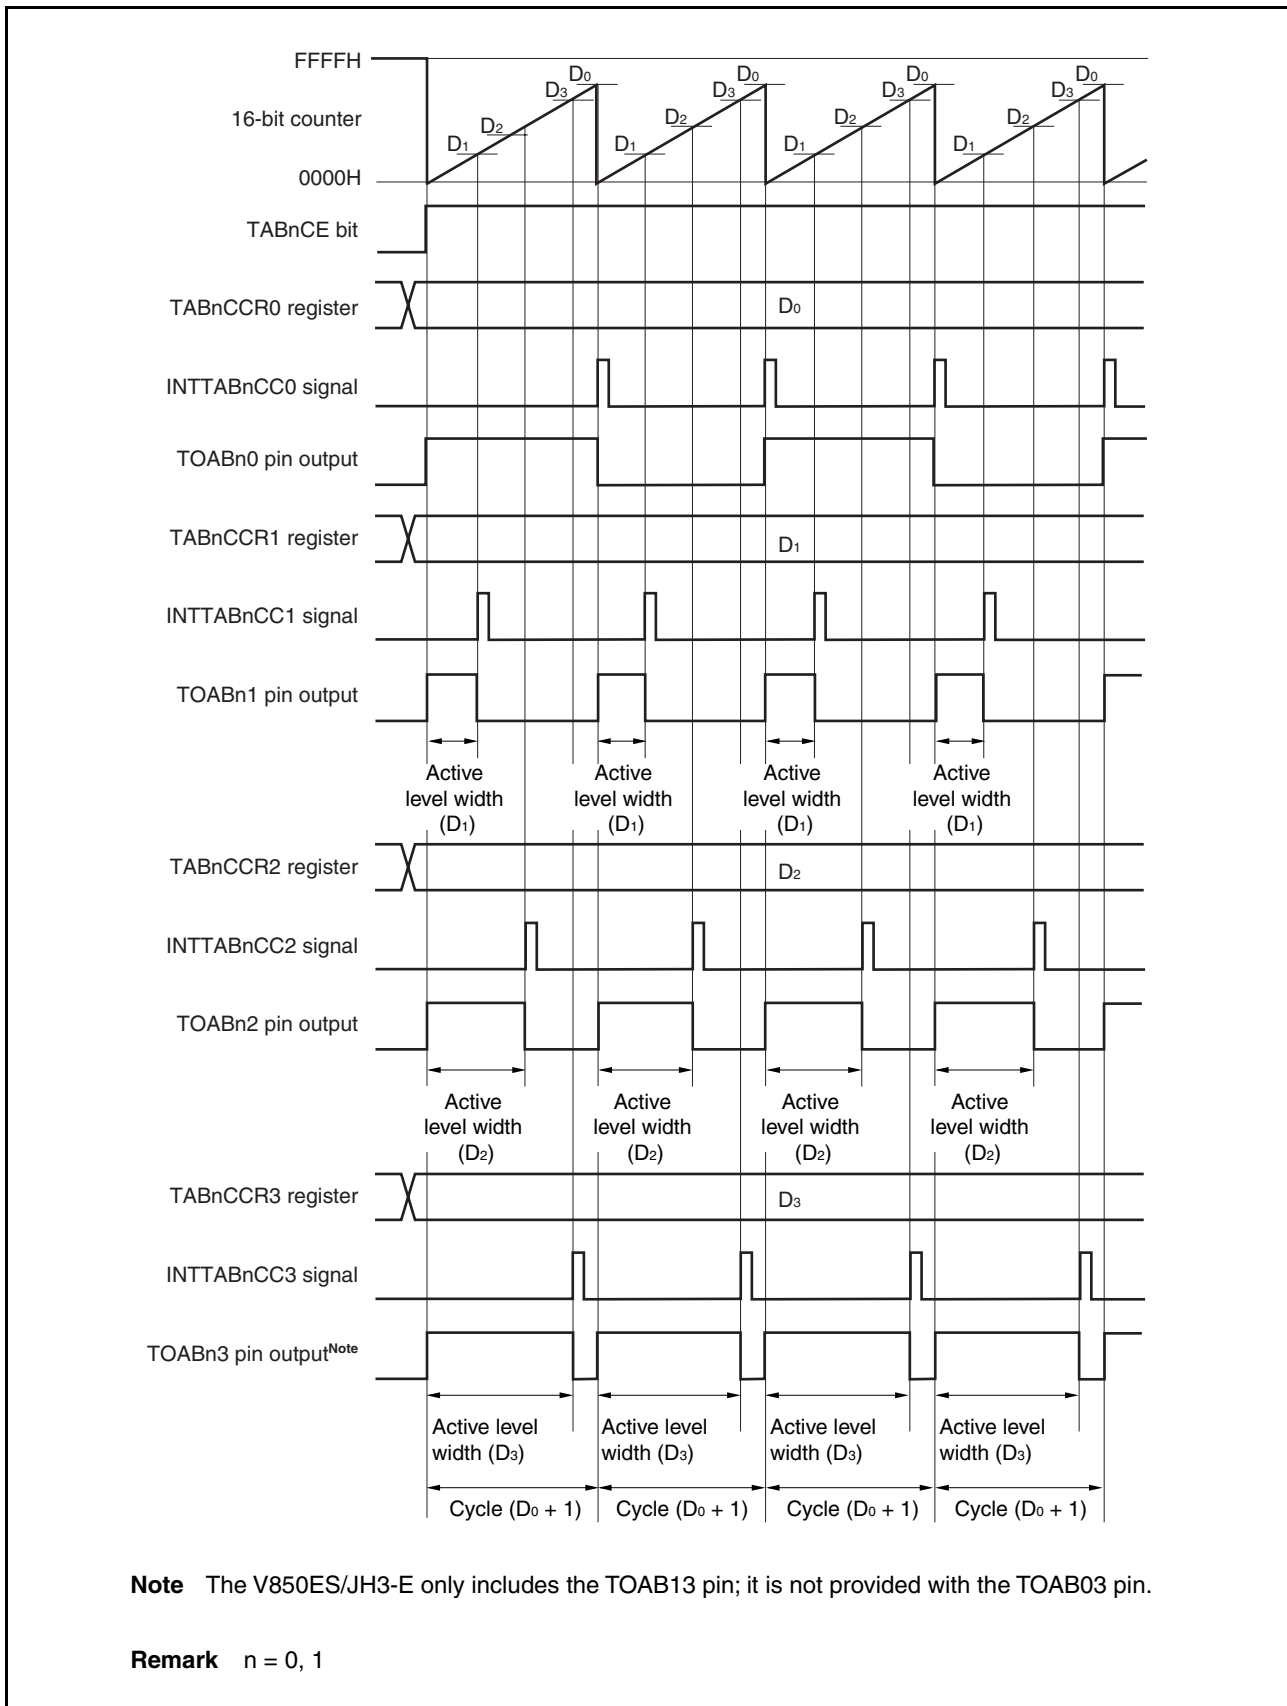 FFFFH
D0 D0 D0 D0
D3 D3 D3 D3
16-bit counter
D2 D2 D2 D2
D1 D1 D1 D1
0000H
TABnCE bit
TABnCCR0 register
D0
INTTABnCC0 signal
TOABn0 pin output
TABnCCR1 register
D1
INTTABnCC1 signal
TOABn1 pin output
Active level width (D1)
Active level width (D1)
Active level width (D1)
Active level width (D1)
TABnCCR2 register
D2
INTTABnCC2 signal
TOABn2 pin output
Active level width (D2)
Active level width (D2)
Active level width (D2)
Active level width (D2)
TABnCCR3 register
D3
INTTABnCC3 signal
TOABn3 pin outputNote
Active level width (D3)
Active level width (D3)
Active level width (D3)
Active level width (D3)
Cycle (D0 + 1) Cycle (D0 + 1) Cycle (D0 + 1) Cycle (D0 + 1)
Note The V850ES/JH3-E only includes the TOAB13 pin; it is not provided with the TOAB03 pin.
Remark n = 0, 1